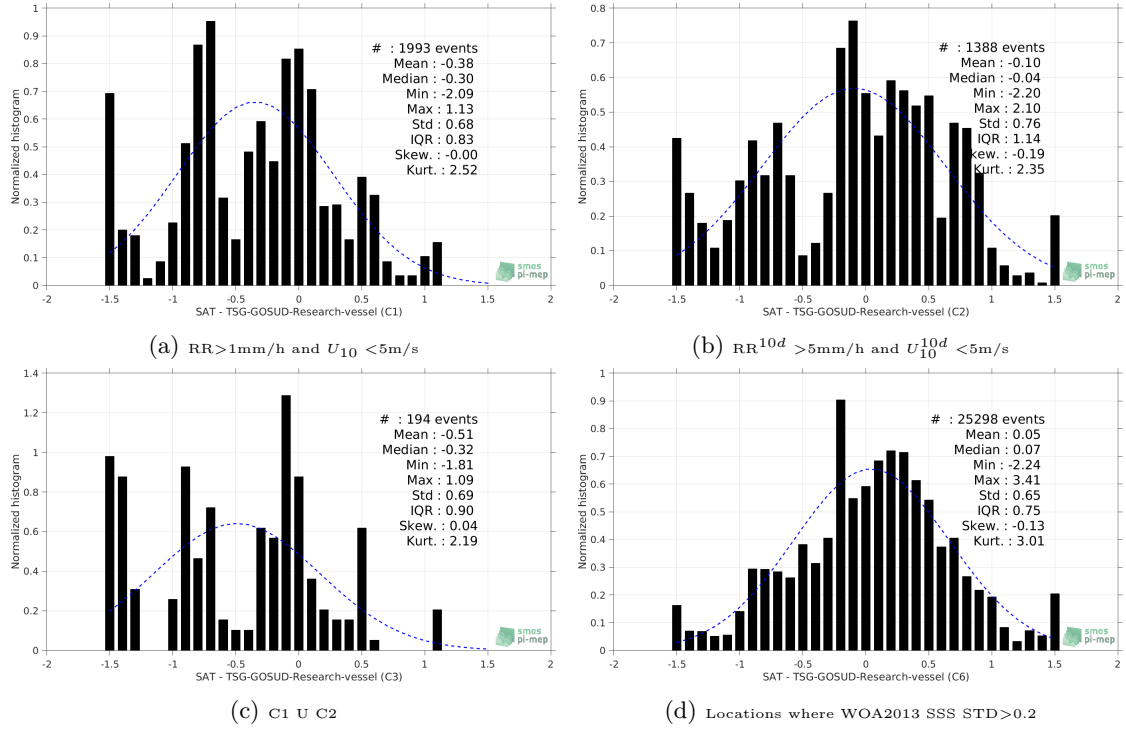 Normalized histogram
1
0.9
0.8
0.7
0.6
0.5
0.4
0.3
0.2
0.1
0
-2
-1.5
-1
-0.5
0
0.5
1
1.5
2
# : 1993 events
Mean : -0.38
Median : -0.30
Min : -2.09
Max : 1.13
Std : 0.68
IQR : 0.83
Skew. : -0.00
Kurt. : 2.52
smos
pi-mep
SAT - TSG-GOSUD-Research-vessel (C1)
(a) RR>1mm/h and U10 <5m/s
Normalized histogram
0.8
0.7
0.6
0.5
0.4
0.3
0.2
0.1
0
-2
-1.5
-1
-0.5
0
0.5
1
1.5
2
# : 1388 events
Mean : -0.10
Median : -0.04
Min : -2.20
Max : 2.10
Std : 0.76
IQR : 1.14
kew. : -0.19
Kurt. : 2.35
smos
pi-mep
SAT - TSG-GOSUD-Research-vessel (C2)
(b) RR10d >5mm/h and U10d10 <5m/s
Normalized histogram
1.4
1.2
1
0.8
0.6
0.4
0.2
0
-2
-1.5
-1
-0.5
0
0.5
1
1.5
2
# : 194 events
Mean : -0.51
Median : -0.32
Min : -1.81
Max : 1.09
Std : 0.69
IQR : 0.90
Skew. : 0.04
Kurt. : 2.19
smos
pi-mep
SAT - TSG-GOSUD-Research-vessel (C3)
(c) C1 U C2
Normalized histogram
1
0.9
0.8
0.7
0.6
0.5
0.4
0.3
0.2
0.1
0
-2
-1.5
-1
-0.5
0
0.5
1
1.5
2
# : 25298 events
Mean : 0.05
Median : 0.07
Min : -2.24
Max : 3.41
Std : 0.65
IQR : 0.75
Skew. : -0.13
Kurt. : 3.01
smos
pi-mep
SAT - TSG-GOSUD-Research-vessel (C6)
(d) Locations where WOA2013 SSS STD>0.2